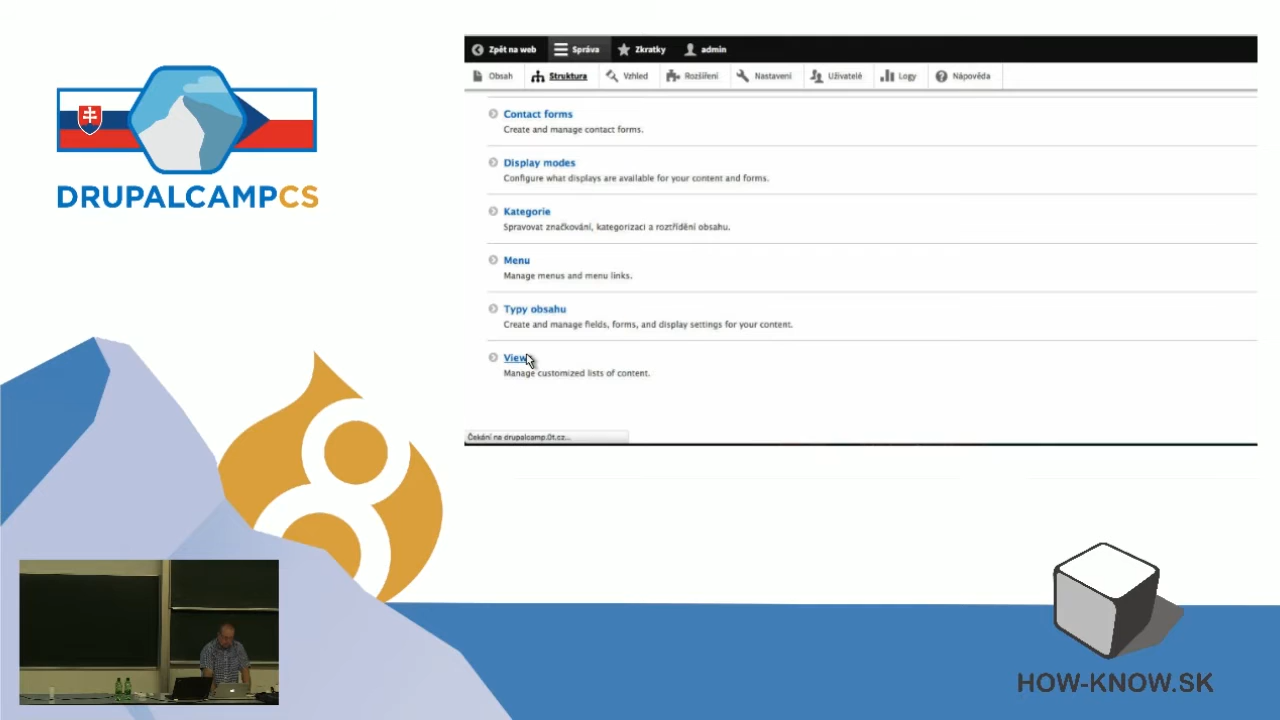 DRUPALCAMPCS
Zpět na web Správa Zkratky admin
Obsah Struktura Vzhled Rozšíření Nastavení Uživatelé Logy Nápověda
Contact forms
Create and manage contact forms.
Display modes
Configure what displays are available for your content and forms.
Kategorie
Spravovat značkování, kategorizaci a roztřídění obsahu.
Menu
Manage menus and menu links.
Typy obsahu
Create and manage fields, forms, and display settings for your content.
View
Manage customized lists of content.
Čekání na drupalcamp.0t.cz...
HOW-KNOW.SK